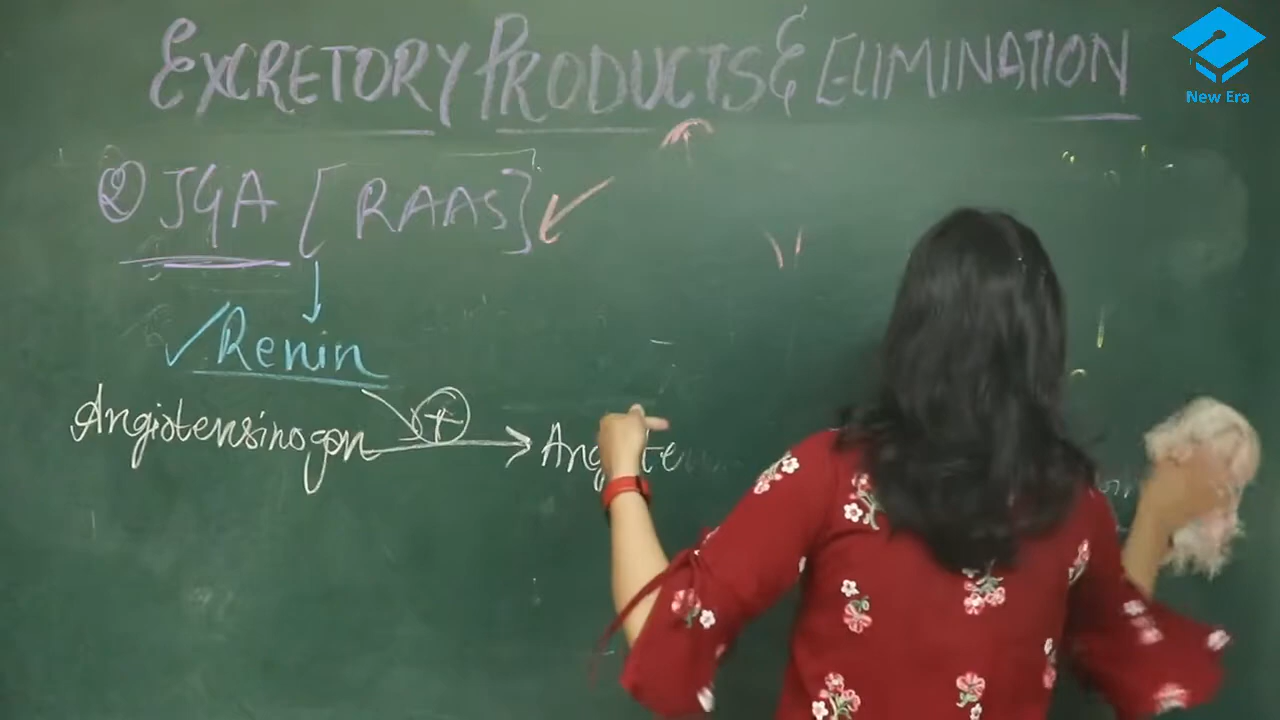 EXCRETORY PRODUCTS & ELIMINATION
New Era
② JGA [RAAS] ✓
✓ Renin
Angiotensinogen + →